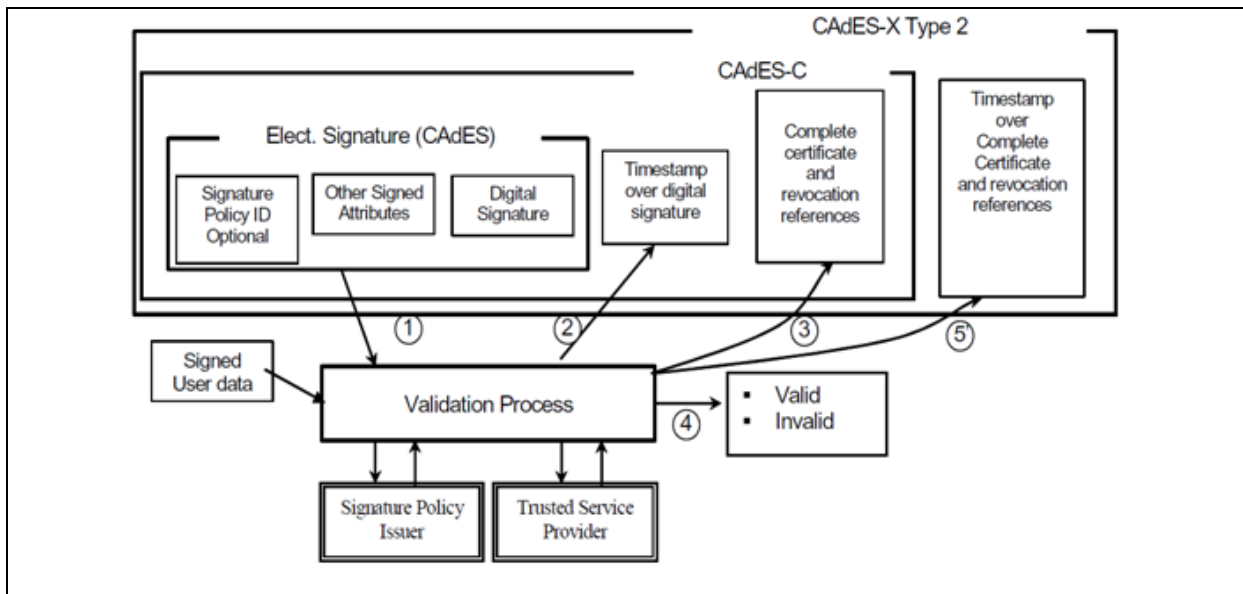 CAdES-X Type 2
CAdES-C
Elect. Signature (CAdES)
Signature
Policy ID
Optional
Other Signed
Attributes
Digital
Signature
Timestamp
over digital
signature
Complete
certificate
and
revocation
references
Timestamp
over
Complete
Certificate
and revocation
references
1
2
3
5'
Signed
User data
Validation Process
4
▪ Valid
▪ Invalid
Signature Policy
Issuer
Trusted Service
Provider